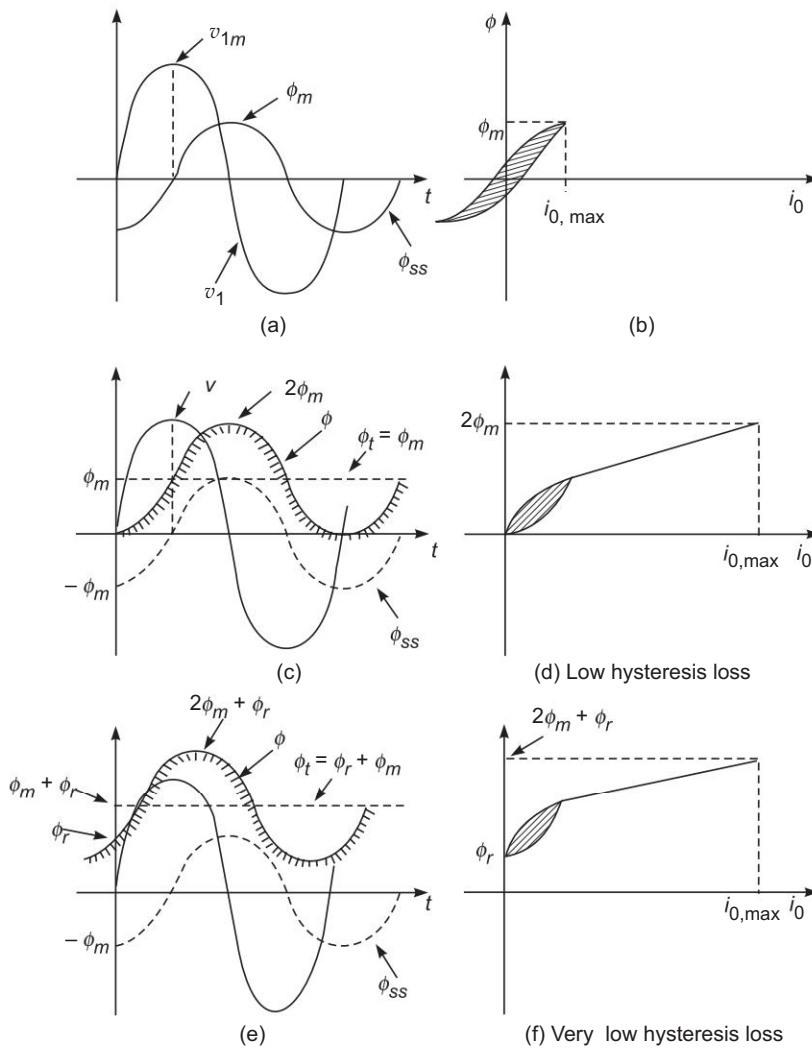 v1m
ϕm
t
ϕss
v1
(a)
ϕ
ϕm
i0, max
i0
(b)
v
2ϕm
ϕ
ϕt = ϕm
ϕm
t
– ϕm
ϕss
(c)
2ϕm
i0,max
i0
(d) Low hysteresis loss
2ϕm + ϕr
ϕ
ϕt = ϕr + ϕm
ϕm + ϕr
ϕr
t
– ϕm
ϕss
(e)
2ϕm + ϕr
ϕr
i0,max
i0
(f) Very low hysteresis loss